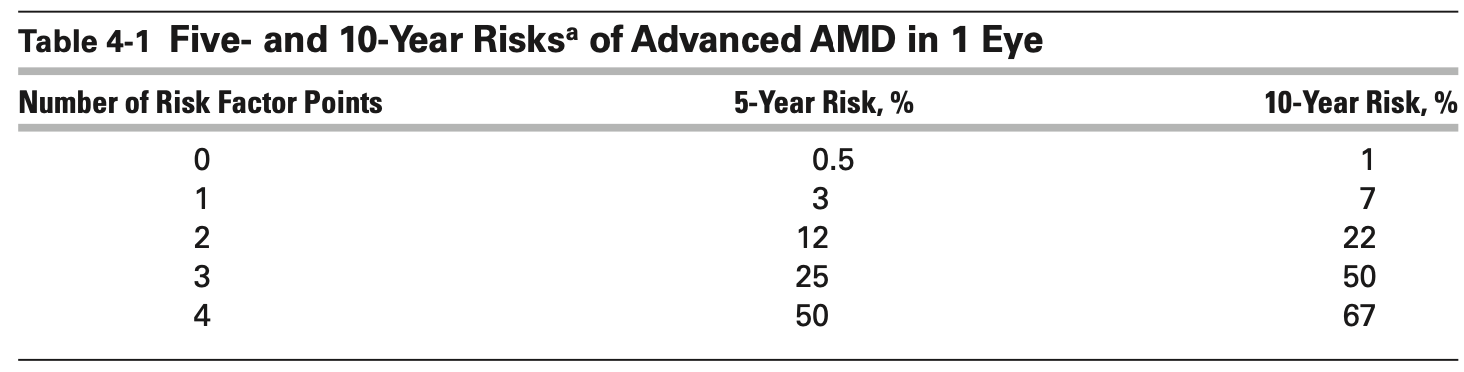 Table 4-1 Five- and 10-Year Risksᵃ of Advanced AMD in 1 Eye
Number of Risk Factor Points 5-Year Risk, % 10-Year Risk, %
0 0.5 1
1 3 7
2 12 22
3 25 50
4 50 67